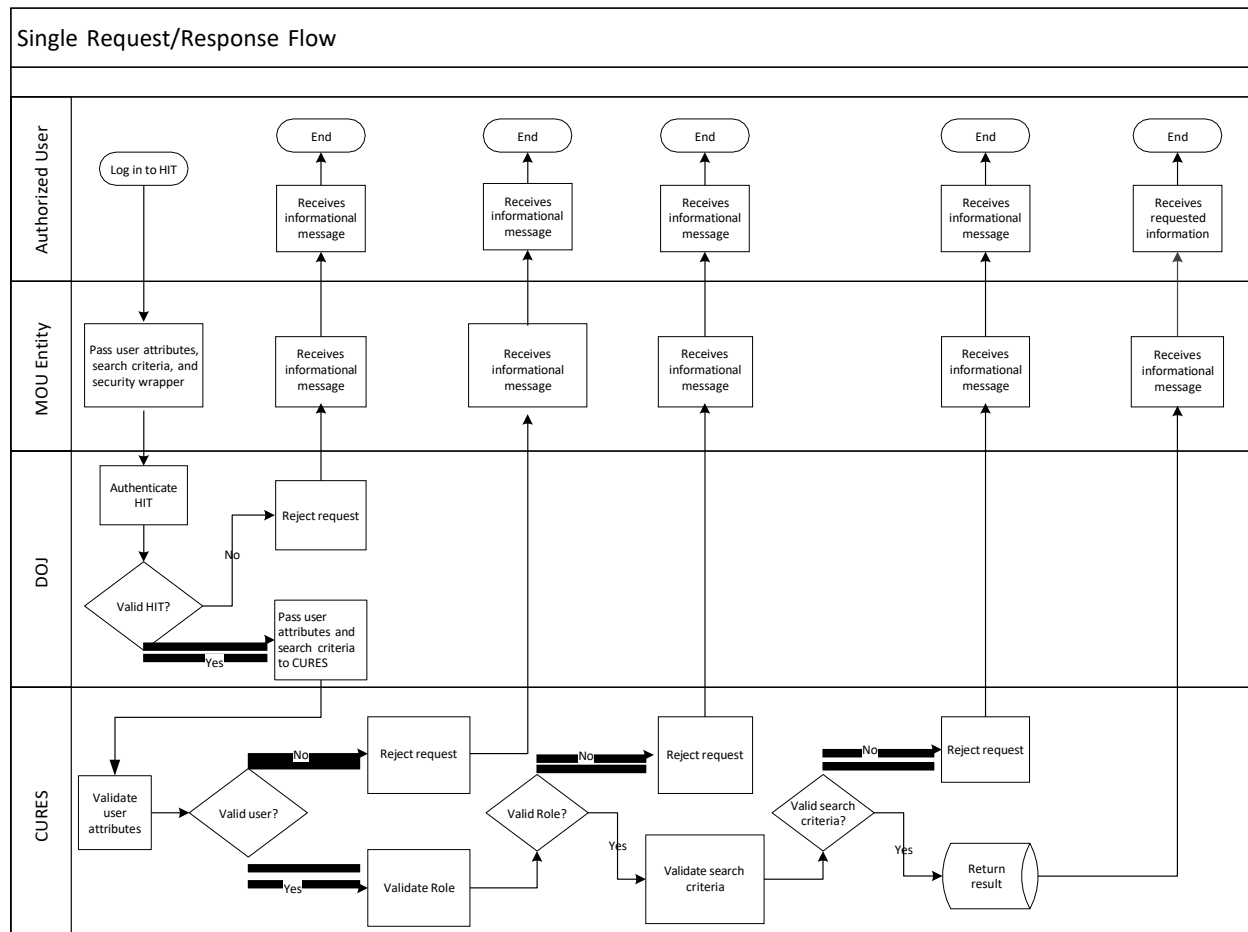 Single Request/Response Flow
Authorized User
Log in to HIT
End
End
End
End
End
Receives
informational
message
Receives
informational
message
Receives
informational
message
Receives
informational
message
Receives
requested
information
MOU Entity
Pass user attributes,
search criteria, and
security wrapper
Receives
informational
message
Receives
informational
message
Receives
informational
message
Receives
informational
message
Receives
informational
message
DOJ
Authenticate
HIT
Reject request
No
Valid HIT?
Yes
Pass user
attributes and
search criteria
to CURES
CURES
Validate
user
attributes
Valid user?
No
Reject request
Yes
Validate Role
Valid Role?
No
Reject request
Yes
Validate search
criteria
Valid search
criteria?
No
Reject request
Yes
Return
result